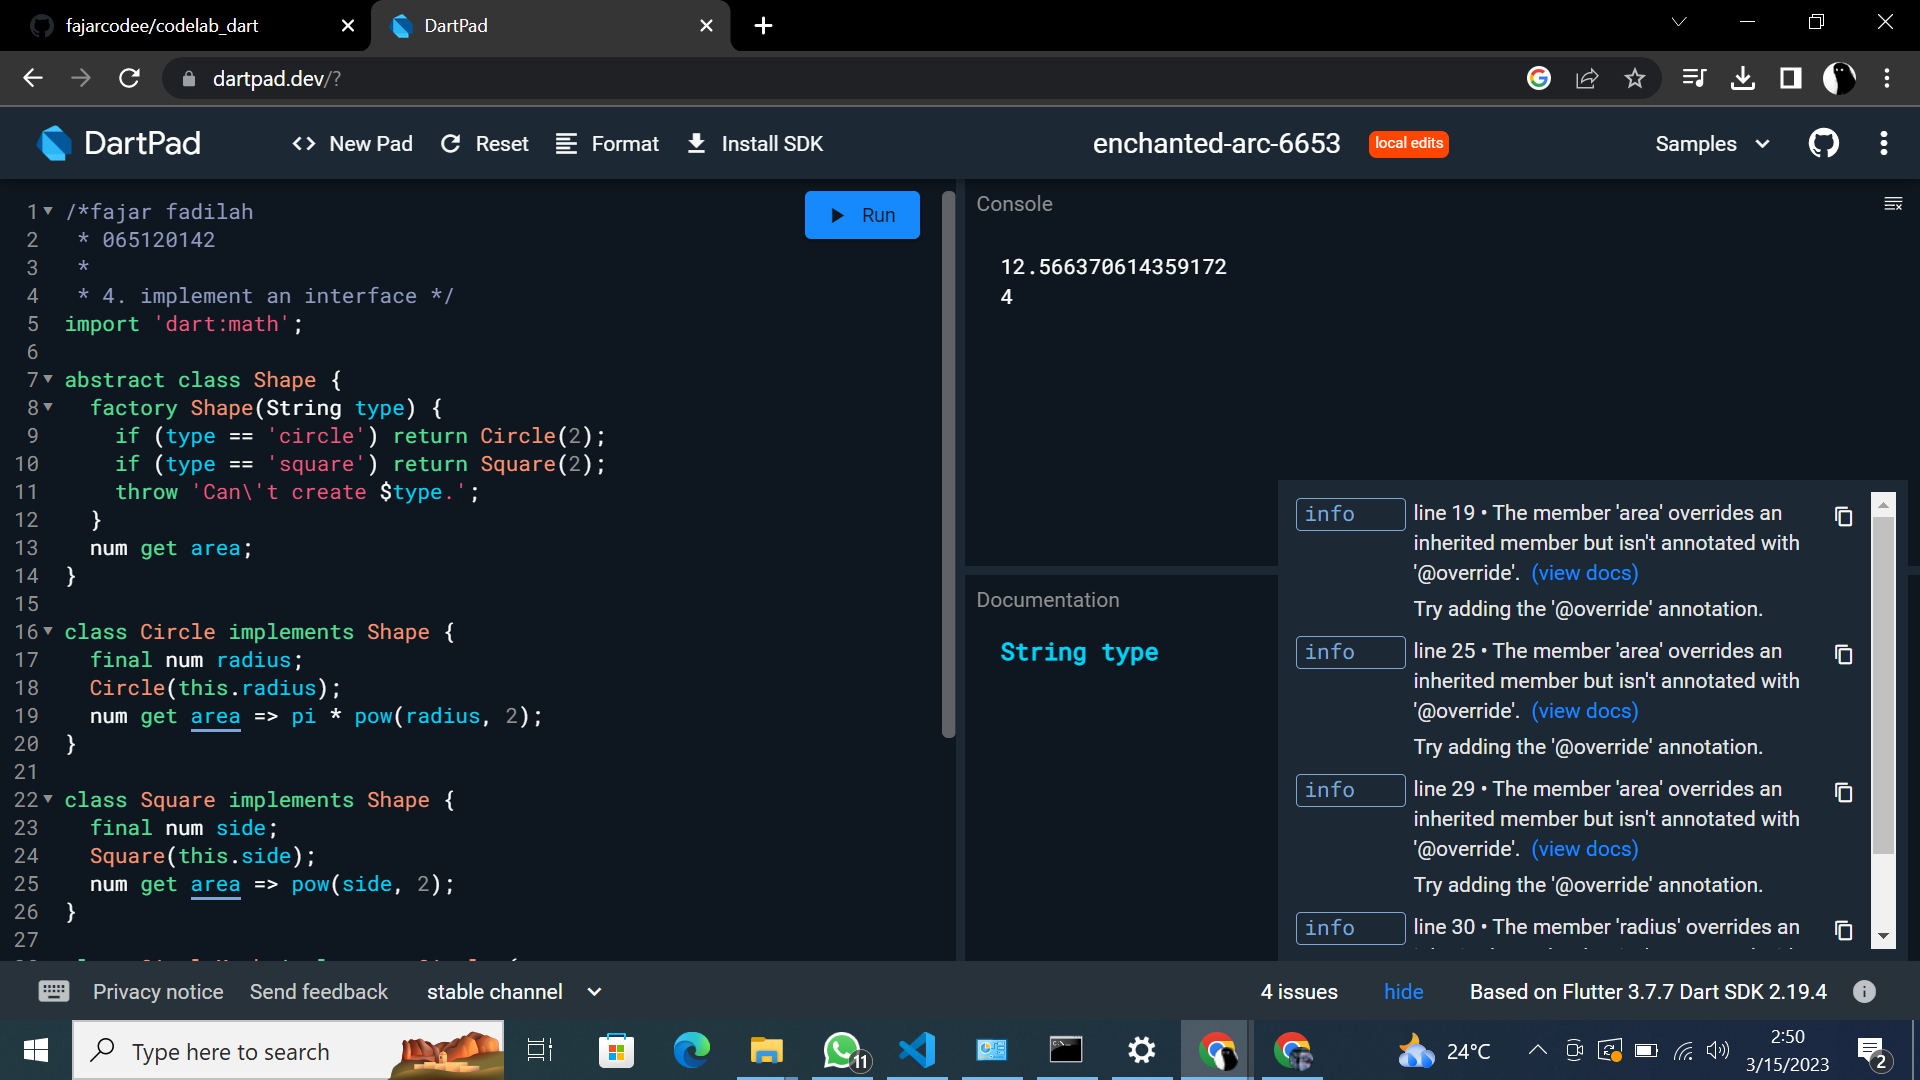 fajarcodee/codelab_dart
DartPad
dartpad.dev/?
DartPad
<> New Pad
Reset
Format
Install SDK
enchanted-arc-6653
local edits
Samples
1 /*fajar fadilah
2  * 065120142
3  *
4  * 4. implement an interface */
5 import 'dart:math';
6
7 abstract class Shape {
8   factory Shape(String type) {
9     if (type == 'circle') return Circle(2);
10     if (type == 'square') return Square(2);
11     throw 'Can\'t create $type.';
12   }
13   num get area;
14 }
15
16 class Circle implements Shape {
17   final num radius;
18   Circle(this.radius);
19   num get area => pi * pow(radius, 2);
20 }
21
22 class Square implements Shape {
23   final num side;
24   Square(this.side);
25   num get area => pow(side, 2);
26 }
27
Run
Console
12.566370614359172
4
Documentation
String type
info
line 19 • The member 'area' overrides an
inherited member but isn't annotated with
'@override'. (view docs)
Try adding the '@override' annotation.
info
line 25 • The member 'area' overrides an
inherited member but isn't annotated with
'@override'. (view docs)
Try adding the '@override' annotation.
info
line 29 • The member 'area' overrides an
inherited member but isn't annotated with
'@override'. (view docs)
Try adding the '@override' annotation.
info
line 30 • The member 'radius' overrides an
Privacy notice
Send feedback
stable channel
4 issues
hide
Based on Flutter 3.7.7 Dart SDK 2.19.4
Type here to search
11
24°C
2:50
3/15/2023
2